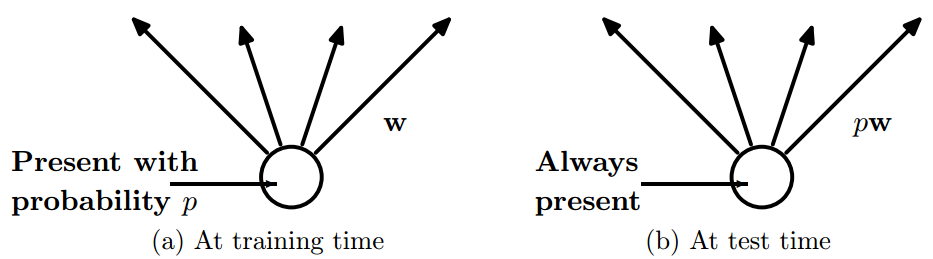 w
Present with
probability p
(a) At training time
pw
Always
present
(b) At test time